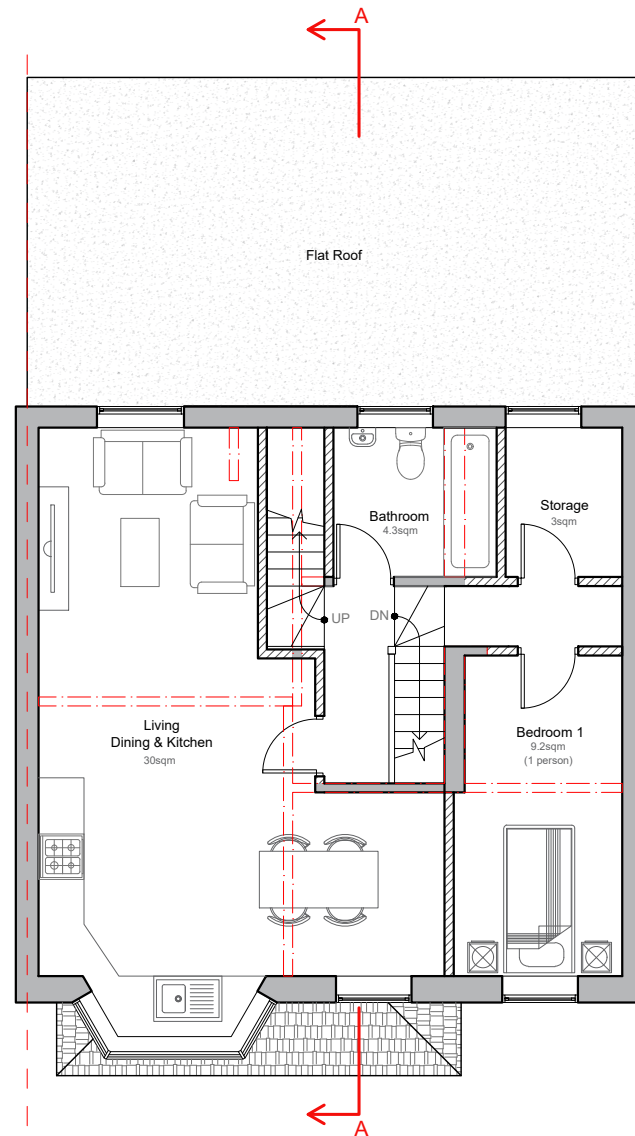 A
Flat Roof
Bathroom
4.3sqm
Storage
3sqm
UP
DN
Living
Dining & Kitchen
30sqm
Bedroom 1
9.2sqm
(1 person)
A